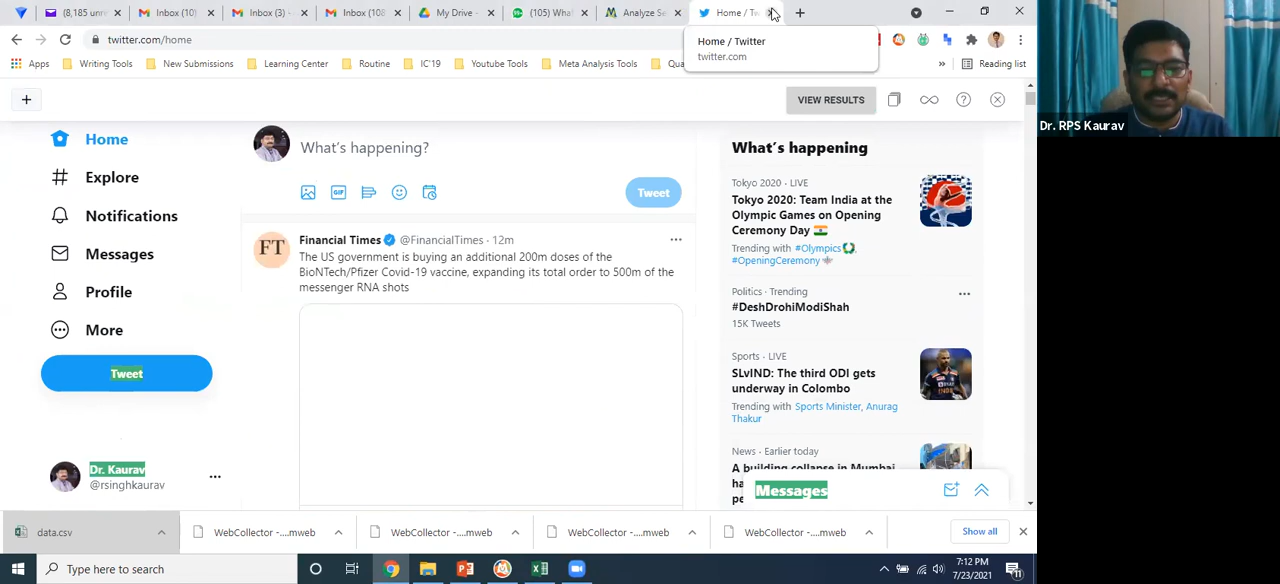 (8,185 unre
Inbox (10)
Inbox (3) -
Inbox (108
My Drive -
(105) Wha
Analyze Se
Home / Tw
twitter.com/home
Home / Twitter
twitter.com
Apps
Writing Tools
New Submissions
Learning Center
Routine
IC'19
Youtube Tools
Meta Analysis Tools
Qua
»
Reading list
VIEW RESULTS
Dr. RPS Kaurav
Home
Explore
Notifications
Messages
Profile
More
Tweet
Dr. Kaurav
@rsinghkaurav
What's happening?
GIF
Tweet
FT
Financial Times @FinancialTimes · 12m
The US government is buying an additional 200m doses of the
BioNTech/Pfizer Covid-19 vaccine, expanding its total order to 500m of the
messenger RNA shots
What's happening
Tokyo 2020 · LIVE
Tokyo 2020: Team India at the
Olympic Games on Opening
Ceremony Day
Trending with #Olympics,
#OpeningCeremony
Politics · Trending
#DeshDrohiModiShah
15K Tweets
Sports · LIVE
SLvIND: The third ODI gets
underway in Colombo
Trending with Sports Minister, Anurag
Thakur
News · Earlier today
A building collapse in Mumbai
ha
pe
Messages
data.csv
WebCollector -....mweb
WebCollector -....mweb
WebCollector -....mweb
WebCollector -....mweb
Show all
Type here to search
7:12 PM
7/23/2021